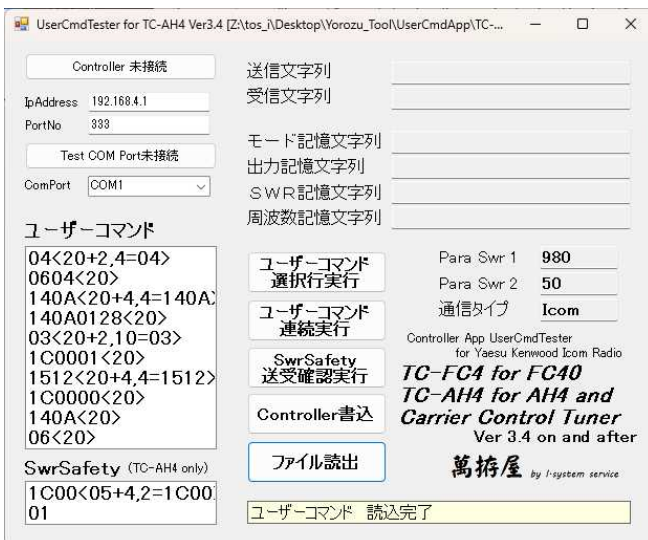 UserCmdTester for TC-AH4 Ver3.4 [Z:\tos_i\Desktop\Yorozu_Tool\UserCmdApp\TC-...
Controller 未接続
IpAddress 192.168.4.1
PortNo 333
Test COM Port未接続
ComPort COM1
ユーザーコマンド
04<20+2,4=04>
0604<20>
140A<20+4,4=140A>
140A0128<20>
03<20+2,10=03>
1C0001<20>
1512<20+4,4=1512>
1C0000<20>
140A<20>
06<20>
SwrSafety (TC-AH4 only)
1C00<05+4,2=1C00
01
送信文字列
受信文字列
モード記憶文字列
出力記憶文字列
ＳＷＲ記憶文字列
周波数記憶文字列
ユーザーコマンド
選択行実行
ユーザーコマンド
連続実行
SwrSafety
送受確認実行
Controller書込
ファイル読出
Para Swr 1 980
Para Swr 2 50
通信タイプ Icom
Controller App UserCmdTester
for Yaesu Kenwood Icom Radio
TC-FC4 for FC40
TC-AH4 for AH4 and
Carrier Control Tuner
Ver 3.4 on and after
萬拵屋 by I-system service
ユーザーコマンド 読込完了